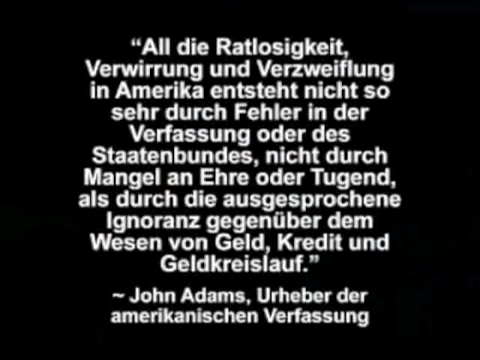 “All die Ratlosigkeit,
Verwirrung und Verzweiflung
in Amerika entsteht nicht so
sehr durch Fehler in der
Verfassung oder des
Staatenbundes, nicht durch
Mangel an Ehre oder Tugend,
als durch die ausgesprochene
Ignoranz gegenüber dem
Wesen von Geld, Kredit und
Geldkreislauf.”
~ John Adams, Urheber der
amerikanischen Verfassung